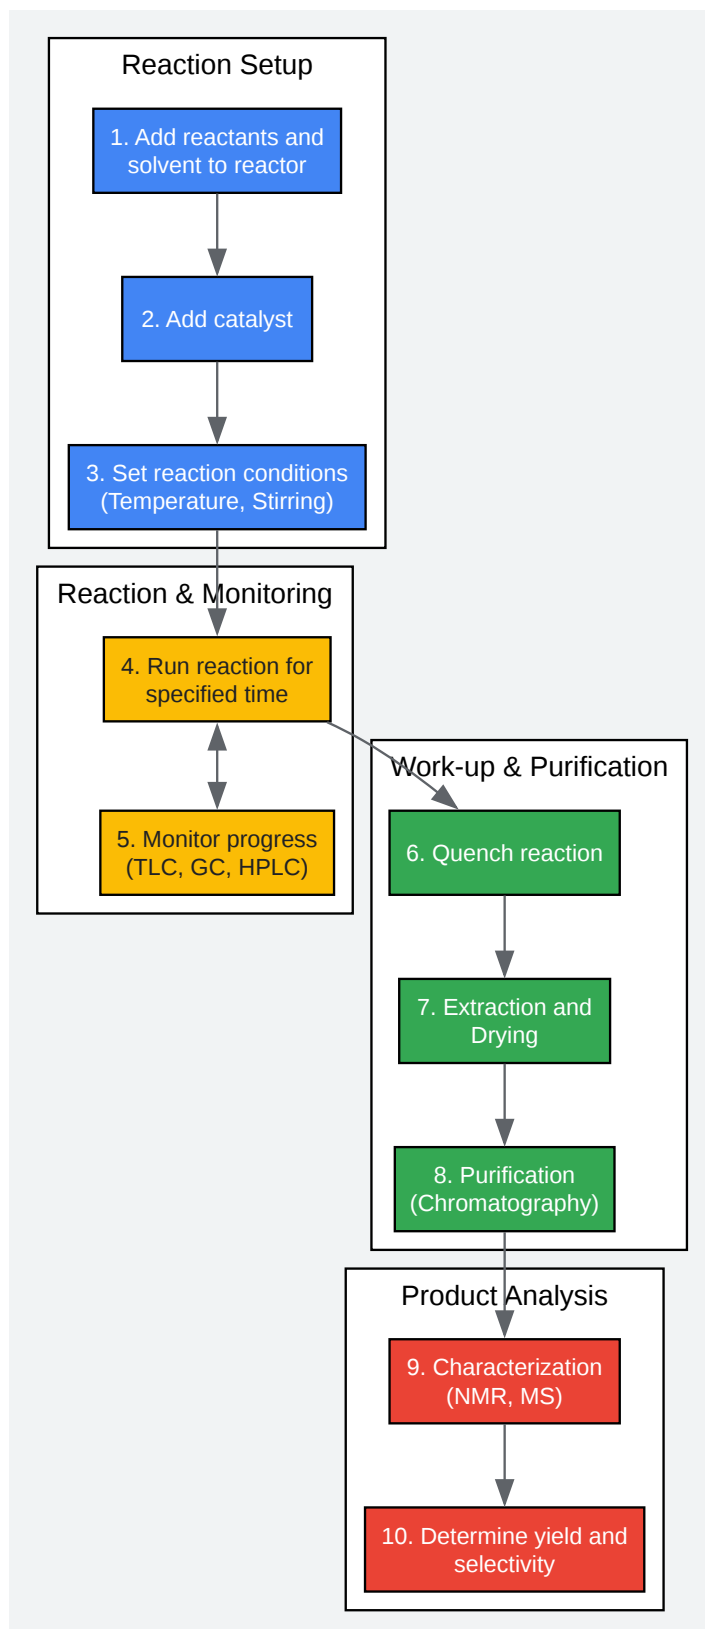 Reaction Setup
1. Add reactants and
solvent to reactor
2. Add catalyst
3. Set reaction conditions
(Temperature, Stirring)
Reaction & Monitoring
4. Run reaction for
specified time
5. Monitor progress
(TLC, GC, HPLC)
Work-up & Purification
6. Quench reaction
7. Extraction and
Drying
8. Purification
(Chromatography)
Product Analysis
9. Characterization
(NMR, MS)
10. Determine yield and
selectivity